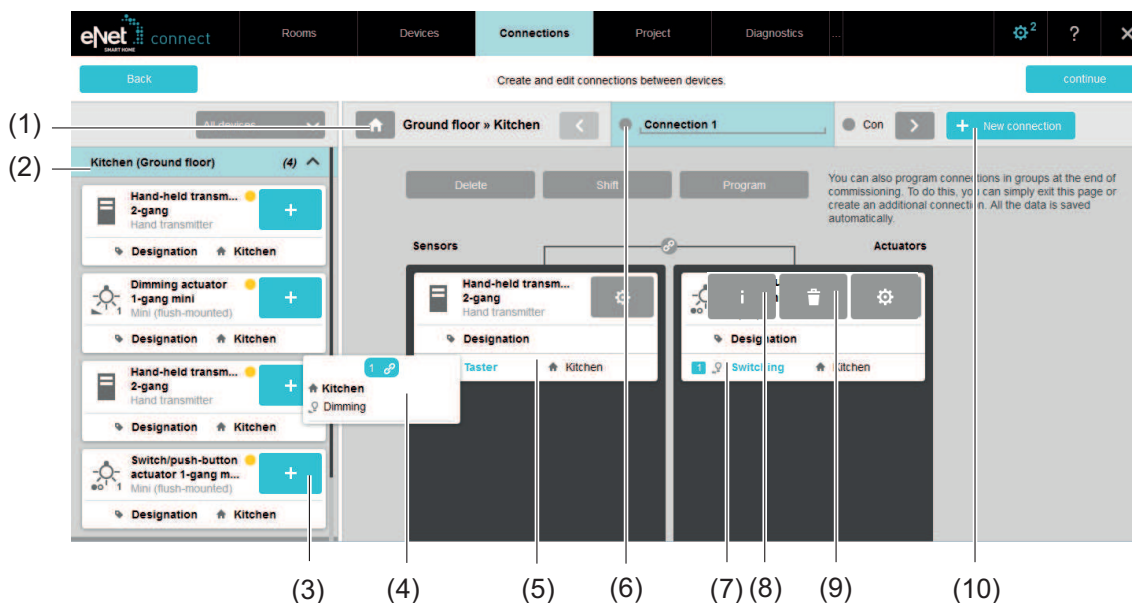 eNet connect
SMART HOME
Rooms
Devices
Connections
Project
Diagnostics
...
2
?
Back
Create and edit connections between devices.
continue
(1)
All devices
Ground floor » Kitchen
Connection 1
Con
+ New connection
(2)
Kitchen (Ground floor) (4)
You can also program connections in groups at the end of
commissioning. To do this, you can simply exit this page or
create an additional connection. All the data is saved
automatically.
Delete
Shift
Program
Hand-held transm...
2-gang
Hand transmitter
+
Designation Kitchen
Sensors
Actuators
Dimming actuator
1-gang mini
Mini (flush-mounted)
1
+
Designation Kitchen
Hand-held transm...
2-gang
Hand transmitter
Designation
Taster Kitchen
i
Designation
1 Switching Kitchen
Hand-held transm...
2-gang
Hand transmitter
+
Designation Kitchen
1
Kitchen
Dimming
Switch/push-button
actuator 1-gang m...
Mini (flush-mounted)
1
+
Designation Kitchen
(3)
(4)
(5)
(6)
(7)
(8)
(9)
(10)